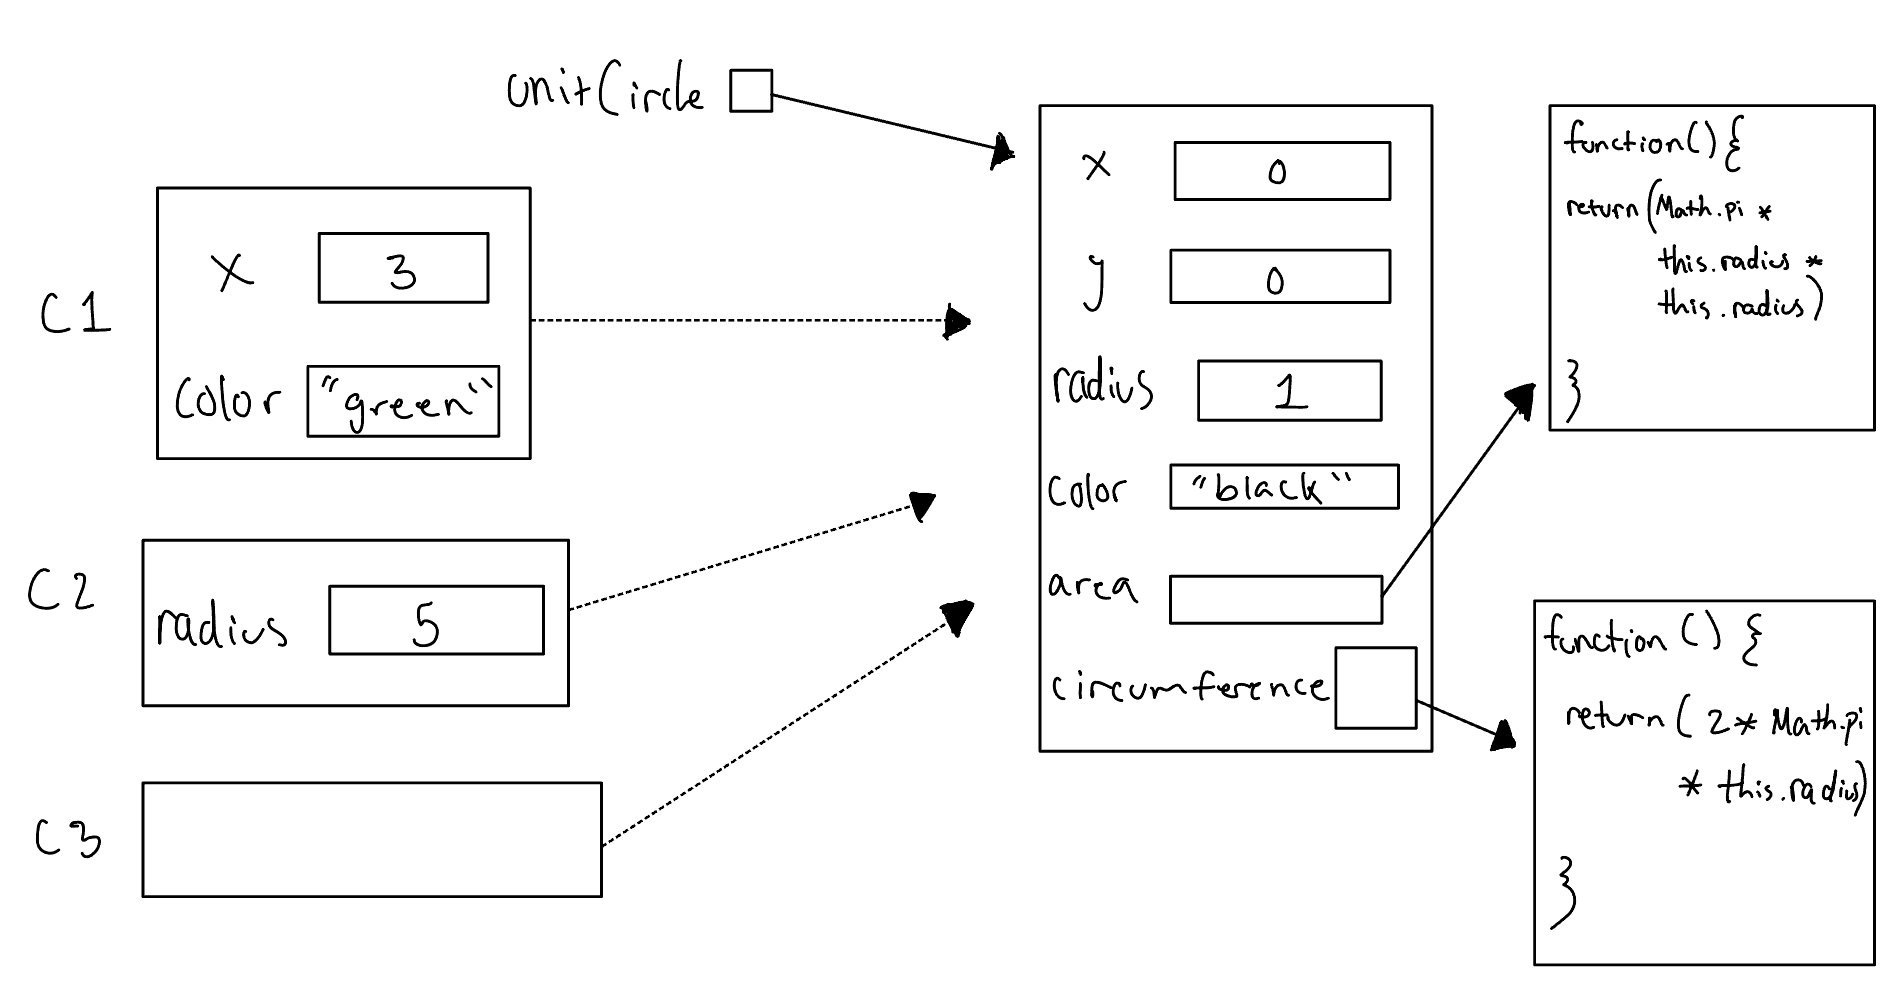 unitCircle
C1
x 3
color "green"
C2
radius 5
C3
x 0
y 0
radius 1
color "black"
area
circumference
function() {
return(Math.pi *
this.radius *
this.radius)
}
function () {
return( 2 * Math.pi
* this.radius)
}